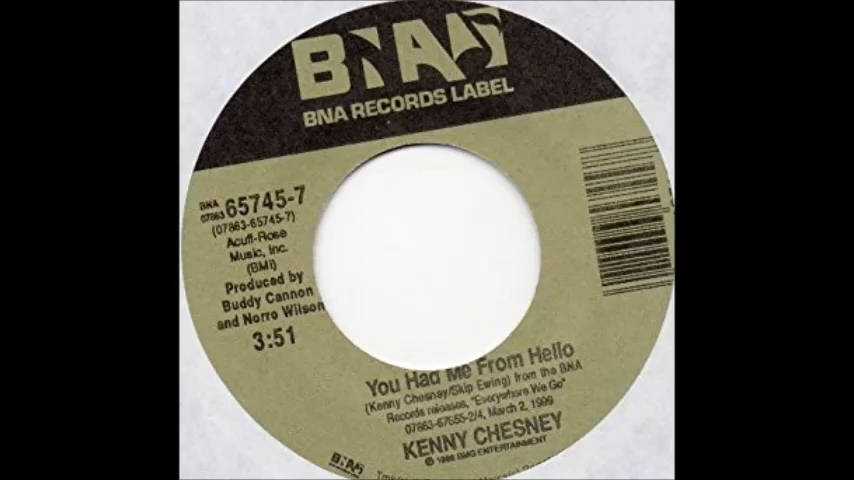 BNA
BNA RECORDS LABEL
BNA
07863 65745-7
(07863-65745-7)
Acuff-Rose
Music, Inc.
(BMI)
Produced by
Buddy Cannon
and Norro Wilson
3:51
You Had Me From Hello
(Kenny Chesney/Skip Ewing) from the BNA
Records releases, "Everywhere We Go"
07863-67655-2/4, March 2, 1999
KENNY CHESNEY
BMG ENTERTAINMENT
BNA